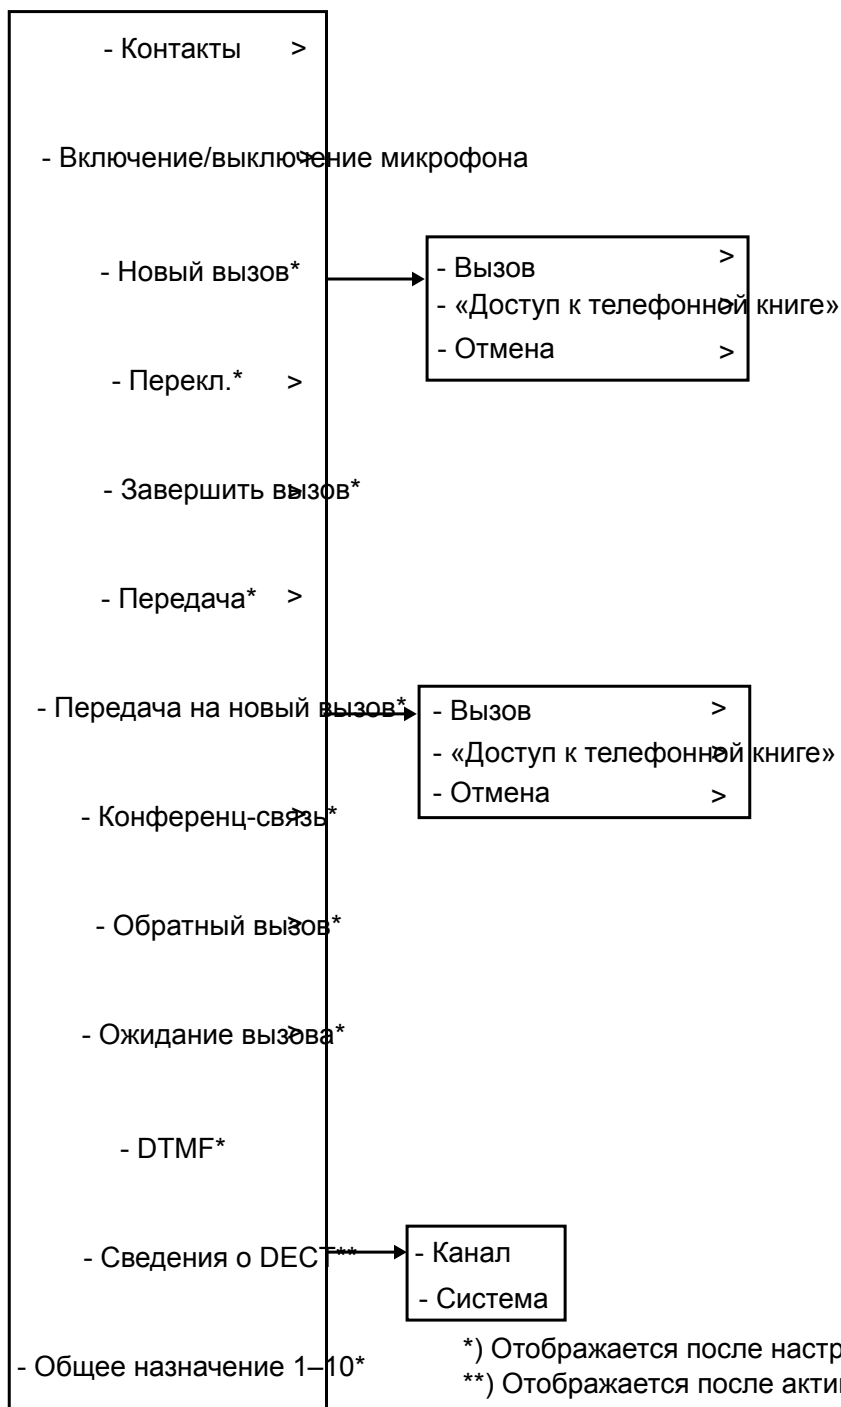 - Контакты >
- Включение/выключение микрофона >
- Новый вызов*
- Вызов >
- «Доступ к телефонной книге» >
- Отмена >
- Перекл.* >
- Завершить вызов* >
- Передача* >
- Передача на новый вызов*
- Вызов >
- «Доступ к телефонной книге» >
- Отмена >
- Конференц-связь* >
- Обратный вызов* >
- Ожидание вызова* >
- DTMF*
- Сведения о DECT**
- Канал
- Система
- Общее назначение 1–10*
*) Отображается после
**) Отображается после